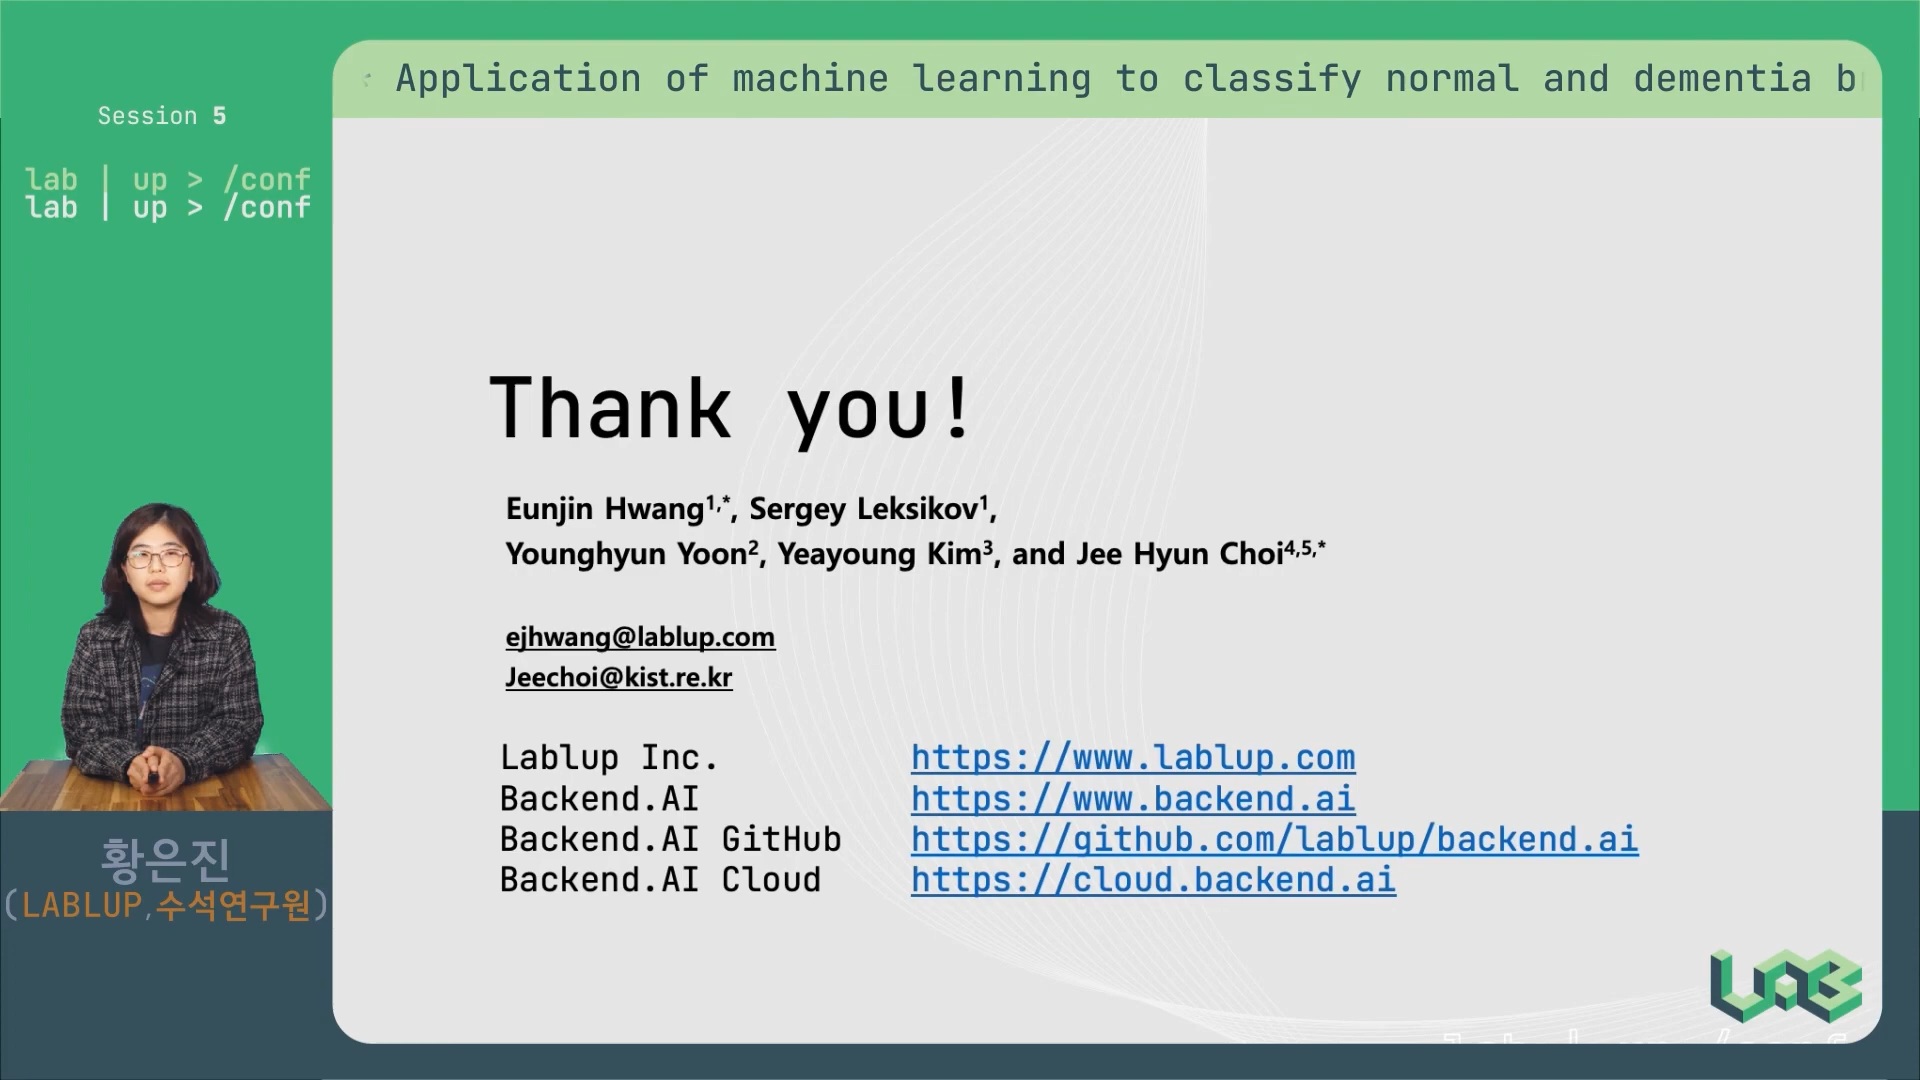 Session 5
lab | up > /conf
lab | up > /conf
Application of machine learning to classify normal and dementia b
Thank you!
Eunjin Hwang1,*, Sergey Leksikov1,
Younghyun Yoon2, Yeayoung Kim3, and Jee Hyun Choi4,5,*
ejhwang@lablup.com
Jeechoi@kist.re.kr
Lablup Inc. https://www.lablup.com
Backend.AI https://www.backend.ai
Backend.AI GitHub https://github.com/lablup/backend.ai
Backend.AI Cloud https://cloud.backend.ai
황은진
(LABLUP,수석연구원)
LAB